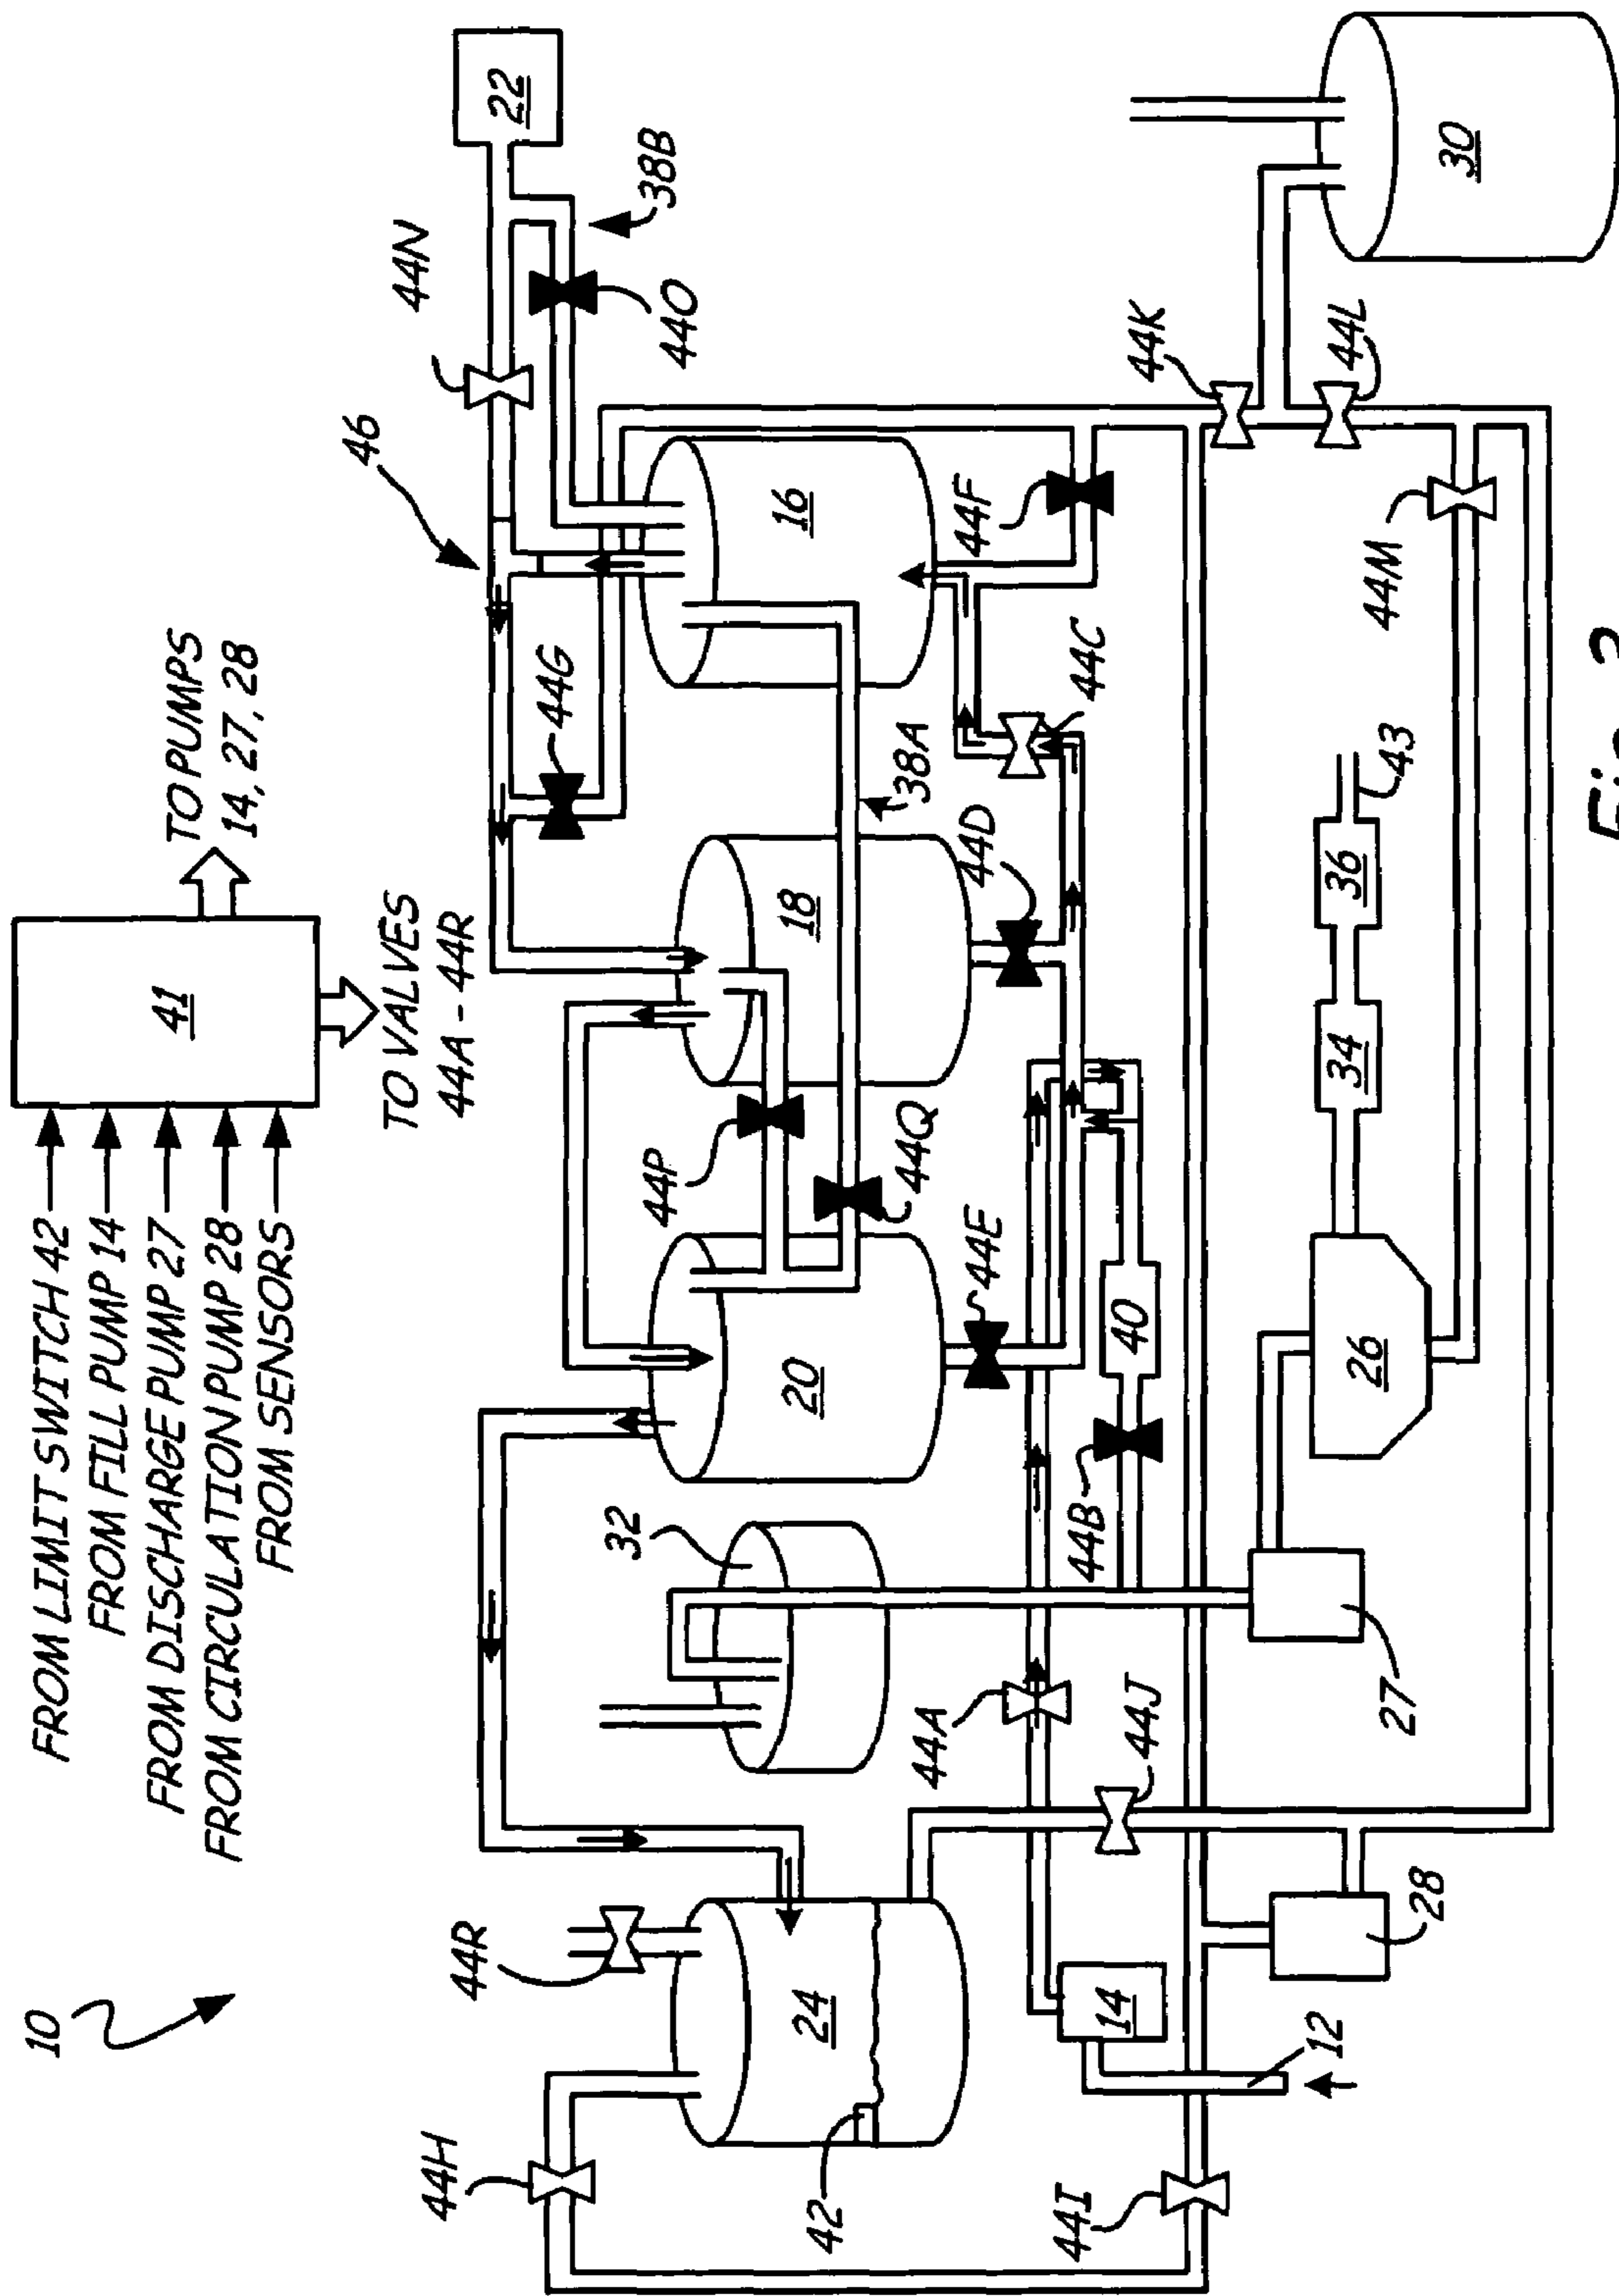 10
FROM LIMIT SWITCH 42
FROM FILL PUMP 14
FROM DISCHARGE PUMP 27
FROM CIRCULATION PUMP 28
FROM SENSORS
41
TO PUMPS
14, 27, 28
TO VALVES
44A - 44R
46
44N
22
38B
44O
44H
44R
24
42
32
20
44P
44Q
18
38A
44G
16
44F
44C
44D
44E
40
44B
44A
44J
14
12
44I
28
27
26
34
36
43
44M
44K
44L
30